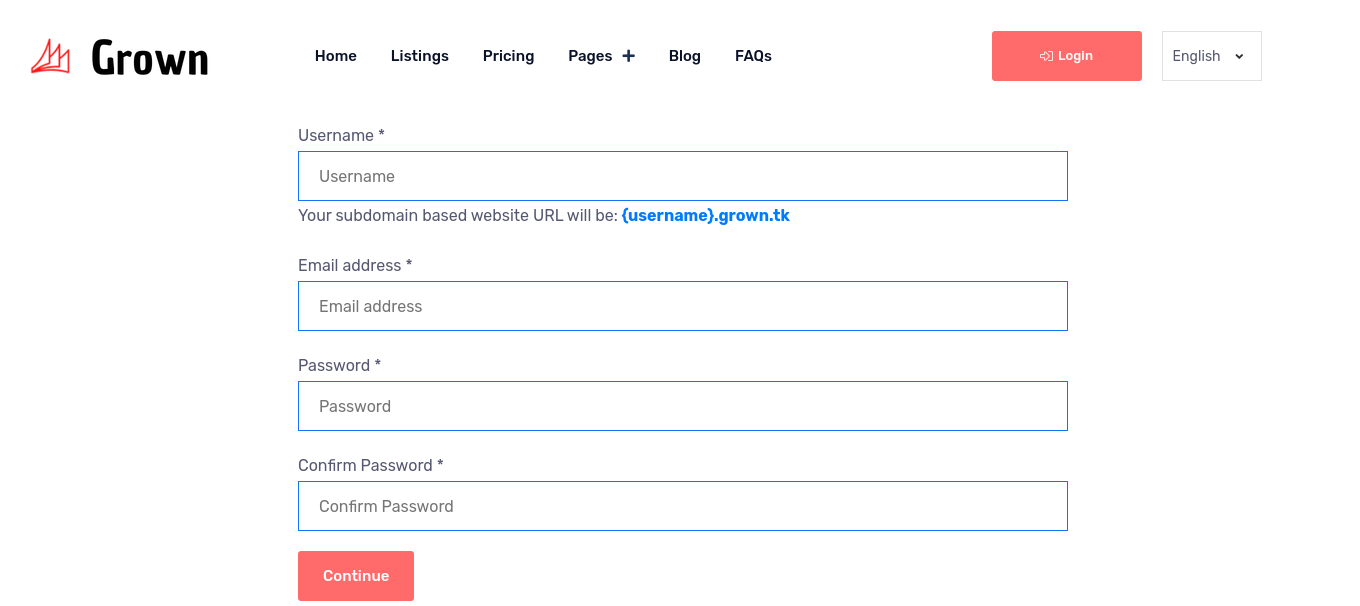 Grown Home Listings Pricing Pages + Blog FAQs Login English
Username *
Username
Your subdomain based website URL will be: {username}.grown.tk
Email address *
Email address
Password *
Password
Confirm Password *
Confirm Password
Continue